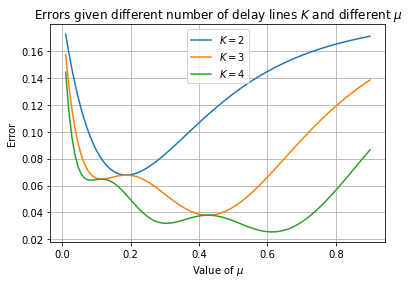 Errors given different number of delay lines K and different μ
K = 2
K = 3
K = 4
0.16
0.14
0.12
0.10
0.08
0.06
0.04
0.02
Error
0.0
0.2
0.4
0.6
0.8
Value of μ